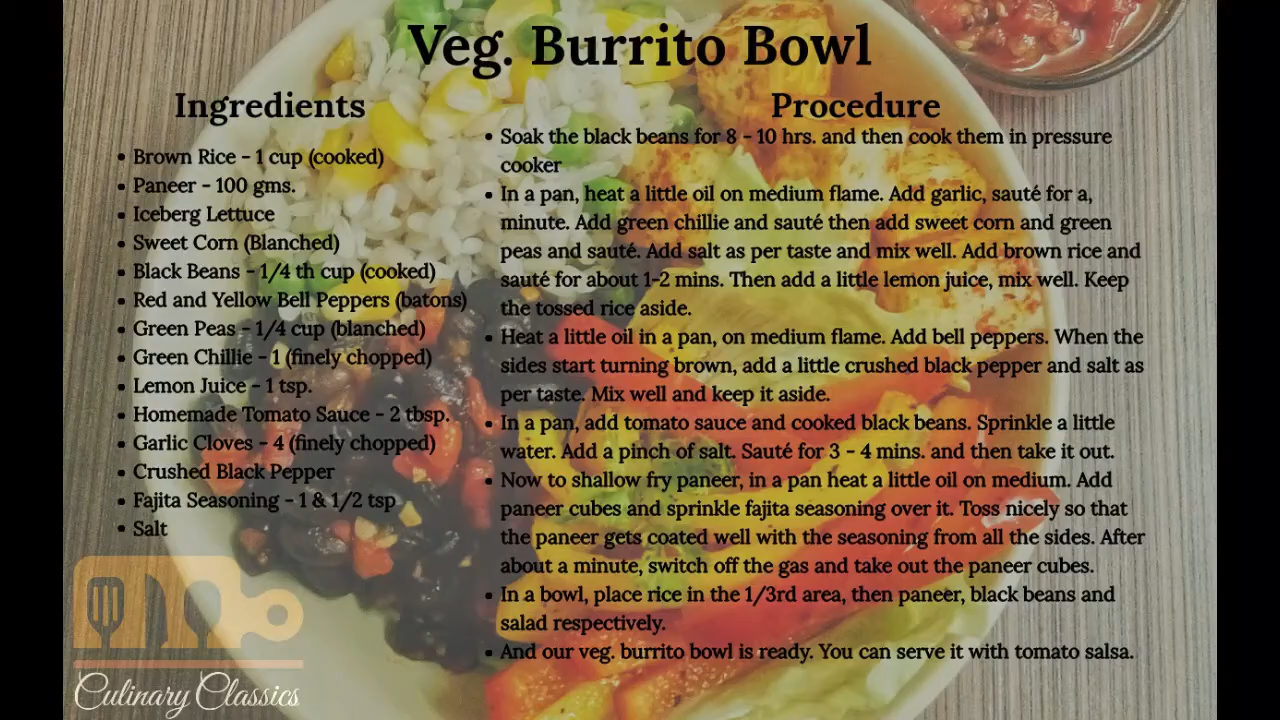 Veg. Burrito Bowl
Ingredients
• Brown Rice - 1 cup (cooked)
• Paneer - 100 gms.
• Iceberg Lettuce
• Sweet Corn (Blanched)
• Black Beans - 1/4 th cup (cooked)
• Red and Yellow Bell Peppers (batons)
• Green Peas - 1/4 cup (blanched)
• Green Chillie - 1 (finely chopped)
• Lemon Juice - 1 tsp.
• Homemade Tomato Sauce - 2 tbsp.
• Garlic Cloves - 4 (finely chopped)
• Crushed Black Pepper
• Fajita Seasoning - 1 & 1/2 tsp
• Salt
Procedure
• Soak the black beans for 8 - 10 hrs. and then cook them in pressure
cooker
• In a pan, heat a little oil on medium flame. Add garlic, sauté for a,
minute. Add green chillie and sauté then add sweet corn and green
peas and sauté. Add salt as per taste and mix well. Add brown rice and
sauté for about 1-2 mins. Then add a little lemon juice, mix well. Keep
the tossed rice aside.
• Heat a little oil in a pan, on medium flame. Add bell peppers. When the
sides start turning brown, add a little crushed black pepper and salt as
per taste. Mix well and keep it aside.
• In a pan, add tomato sauce and cooked black beans. Sprinkle a little
water. Add a pinch of salt. Sauté for 3 - 4 mins. and then take it out.
• Now to shallow fry paneer, in a pan heat a little oil on medium. Add
paneer cubes and sprinkle fajita seasoning over it. Toss nicely so that
the paneer gets coated well with the seasoning from all the sides. After
about a minute, switch off the gas and take out the paneer cubes.
• In a bowl, place rice in the 1/3rd area, then paneer, black beans and
salad respectively.
• And our veg. burrito bowl is ready. You can serve it with tomato salsa.
Culinary Classics